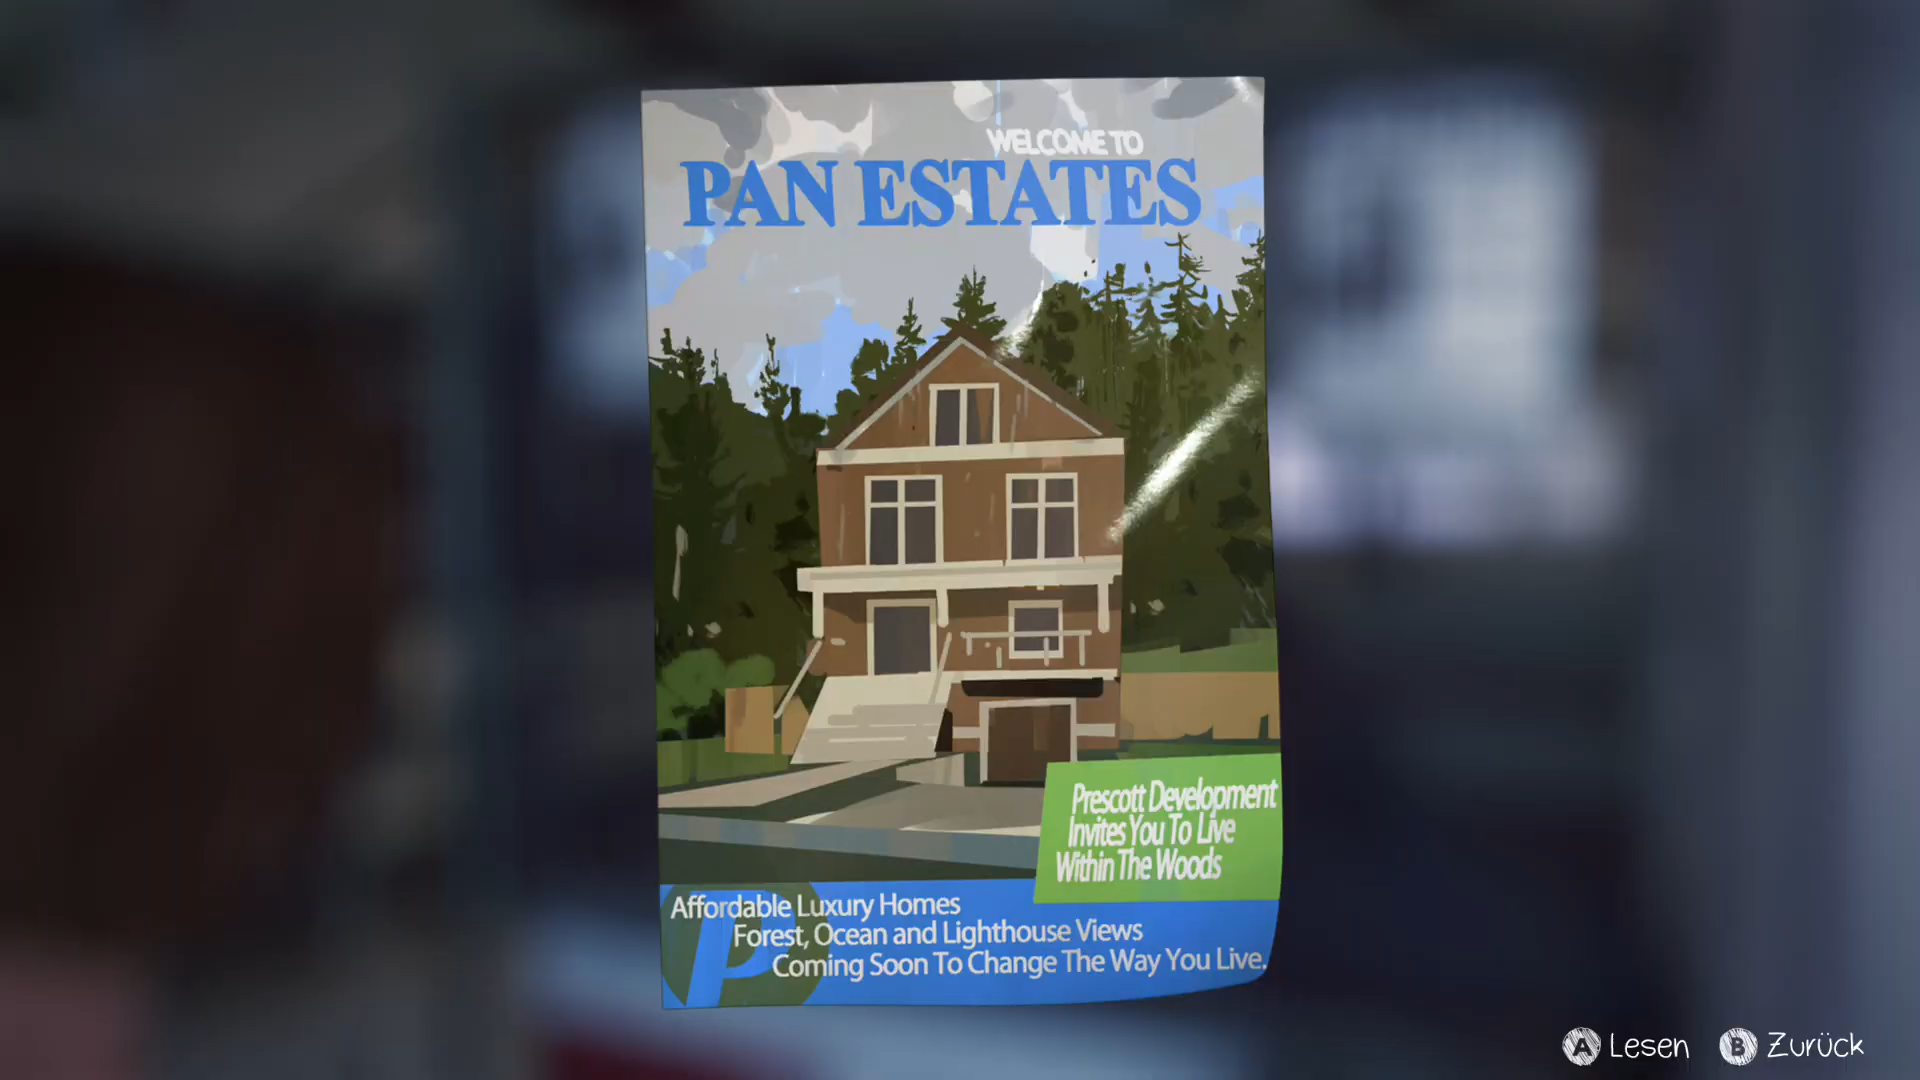 WELCOME TO
PAN ESTATES
Prescott Development
Invites You To Live
Within The Woods
Affordable Luxury Homes
Forest, Ocean and Lighthouse Views
Coming Soon To Change The Way You Live.
P
A Lesen B Zurück